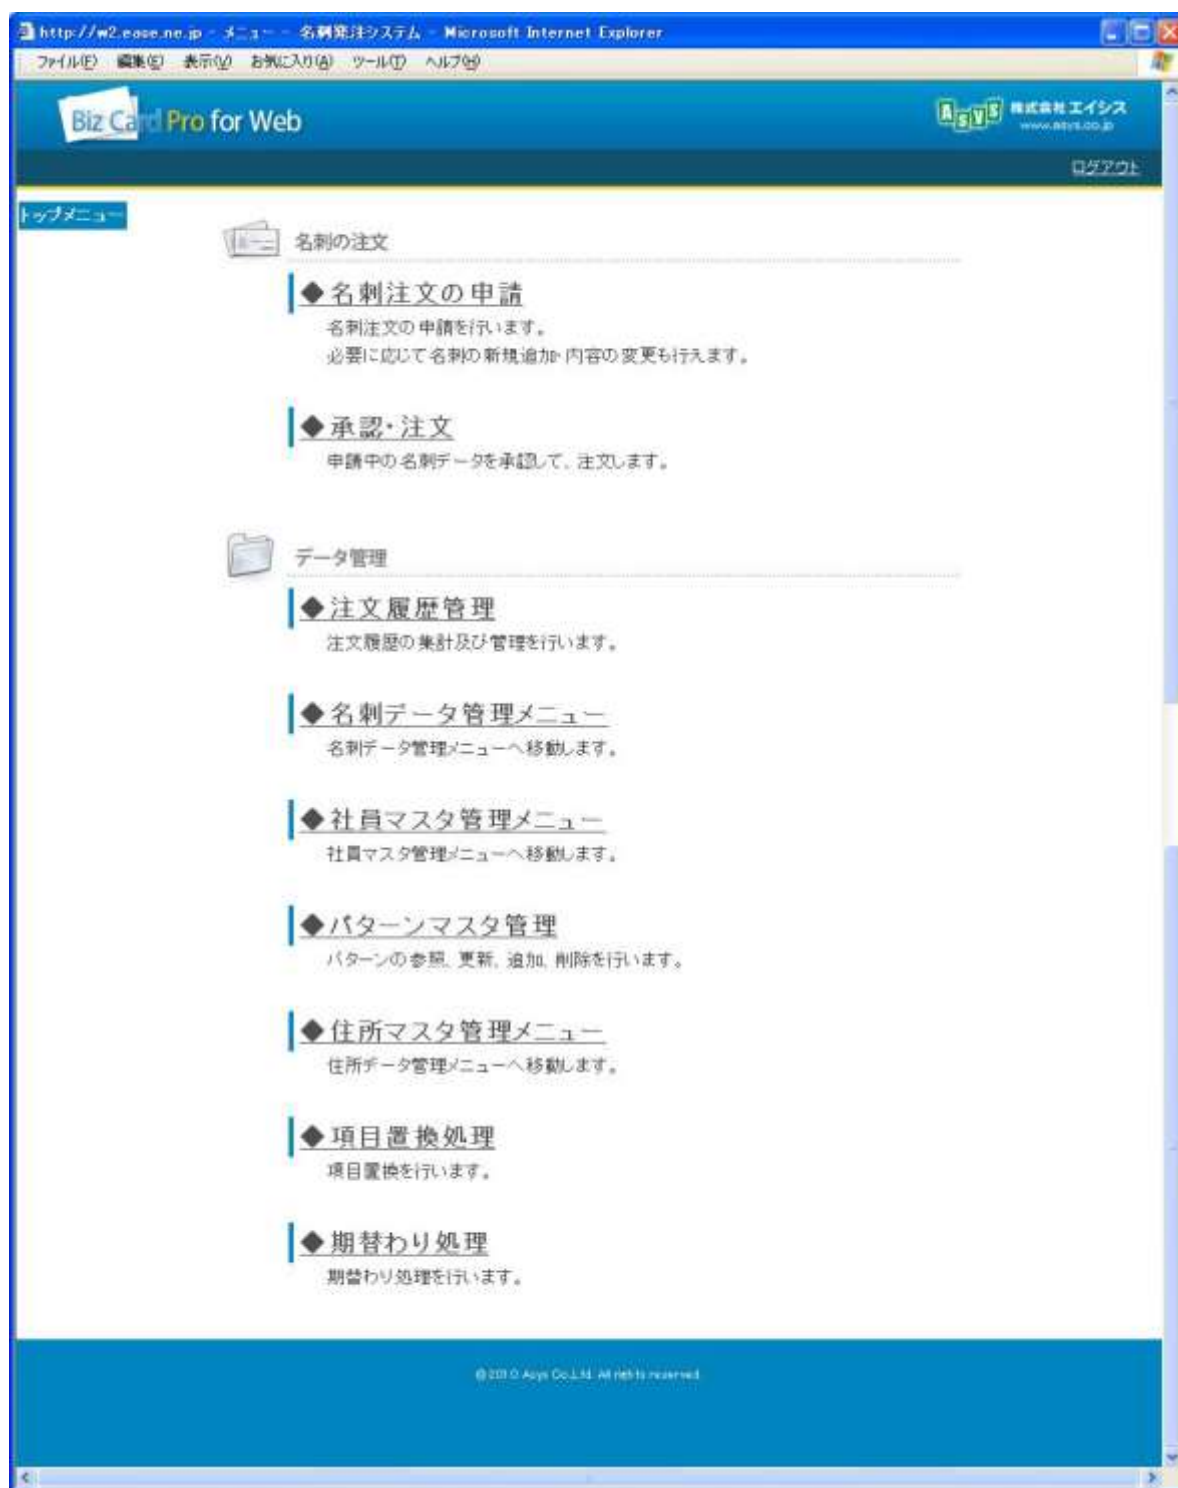 http://w2.ease.ne.jp - メニュー - 名刺発注システム - Microsoft Internet Explorer
ファイル(F) 編集(E) 表示(V) お気に入り(A) ツール(T) ヘルプ(H)
Biz Card Pro for Web
ASYS 株式会社エイシス
www.asys.co.jp
ログアウト
トップメニュー
名刺の注文
◆名刺注文の申請
名刺注文の申請を行います。
必要に応じて名刺の新規追加・内容の変更も行えます。
◆承認・注文
申請中の名刺データを承認して、注文します。
データ管理
◆注文履歴管理
注文履歴の集計及び管理を行います。
◆名刺データ管理メニュー
名刺データ管理メニューへ移動します。
◆社員マスタ管理メニュー
社員マスタ管理メニューへ移動します。
◆パターンマスタ管理
パターンの参照、更新、追加、削除を行います。
◆住所マスタ管理メニュー
住所データ管理メニューへ移動します。
◆項目置換処理
項目置換を行います。
◆期替わり処理
期替わり処理を行います。
©2010 Asys Co.,Ltd. All rights reserved.